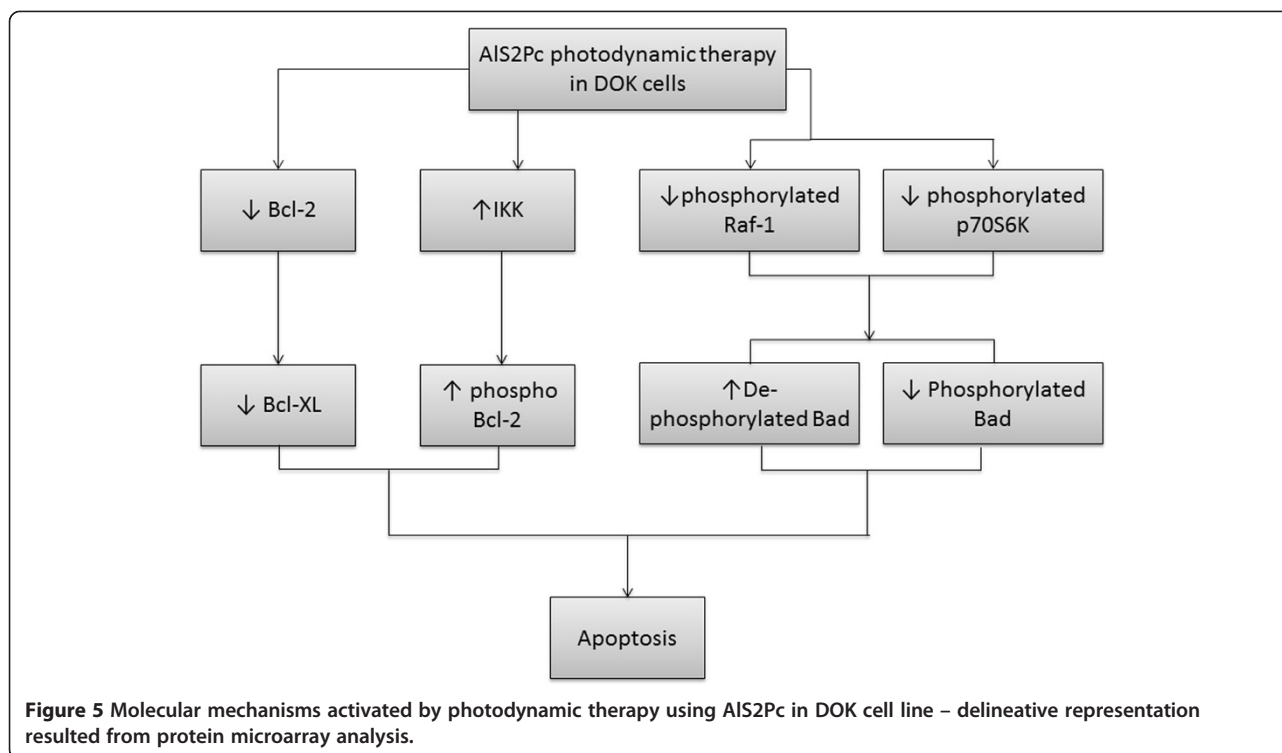 AlS2Pc photodynamic therapy
in DOK cells
↓ Bcl-2
↑IKK
↓phosphorylated
Raf-1
↓ phosphorylated
p70S6K
↓ Bcl-XL
↑ phospho
Bcl-2
↑De-
phosphorylated Bad
↓ Phosphorylated
Bad
Apoptosis
Figure 5 Molecular mechanisms activated by photodynamic therapy using AlS2Pc in DOK cell line – delineative representation
resulted from protein microarray analysis.